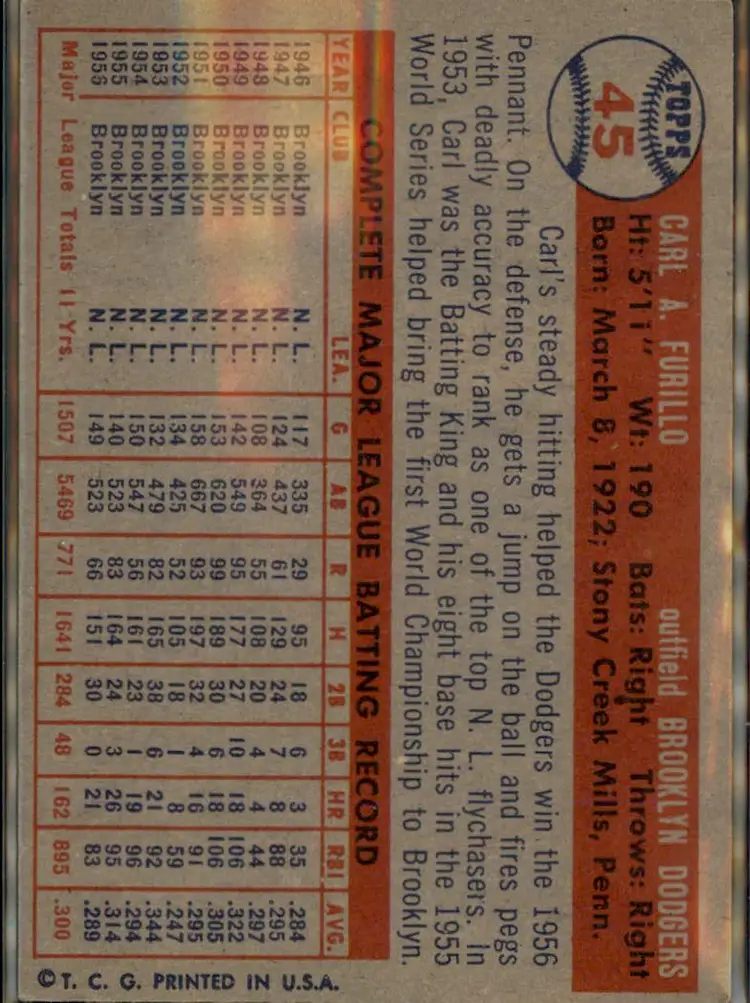 TOPPS
45
CARL A. FURILLO outfield BROOKLYN DODGERS
Ht: 5'11" Wt: 190 Bats: Right Throws: Right
Born: March 8, 1922; Stony Creek Mills, Penn.
Carl's steady hitting helped the Dodgers win the 1956
Pennant. On the defense, he gets a jump on the ball and fires pegs
with deadly accuracy to rank as one of the top N. L. flychasers. In
1953, Carl was the Batting King and his eight base hits in the 1955
World Series helped bring the first World Championship to Brooklyn.
COMPLETE MAJOR LEAGUE BATTING RECORD
YEAR CLUB LEA. G AB R H 2B 3B HR RBI AVG.
1946 Brooklyn N. L. 117 335 29 95 18 6 3 35 .284
1947 Brooklyn N. L. 124 437 61 129 24 7 8 88 .295
1948 Brooklyn N. L. 108 364 55 108 20 4 4 44 .297
1949 Brooklyn N. L. 142 549 95 177 27 10 18 106 .322
1950 Brooklyn N. L. 153 620 99 189 30 6 18 106 .305
1951 Brooklyn N. L. 158 667 93 197 32 4 16 91 .295
1952 Brooklyn N. L. 134 425 52 105 18 1 8 59 .247
1953 Brooklyn N. L. 132 479 82 165 38 6 21 92 .344
1954 Brooklyn N. L. 150 547 56 161 23 1 19 96 .294
1955 Brooklyn N. L. 140 523 83 164 24 3 26 95 .314
1956 Brooklyn N. L. 149 523 66 151 30 0 21 83 .289
Major League Totals 11 Yrs. 1507 5469 771 1641 284 48 162 895 .300
© T. C. G. PRINTED IN U.S.A.